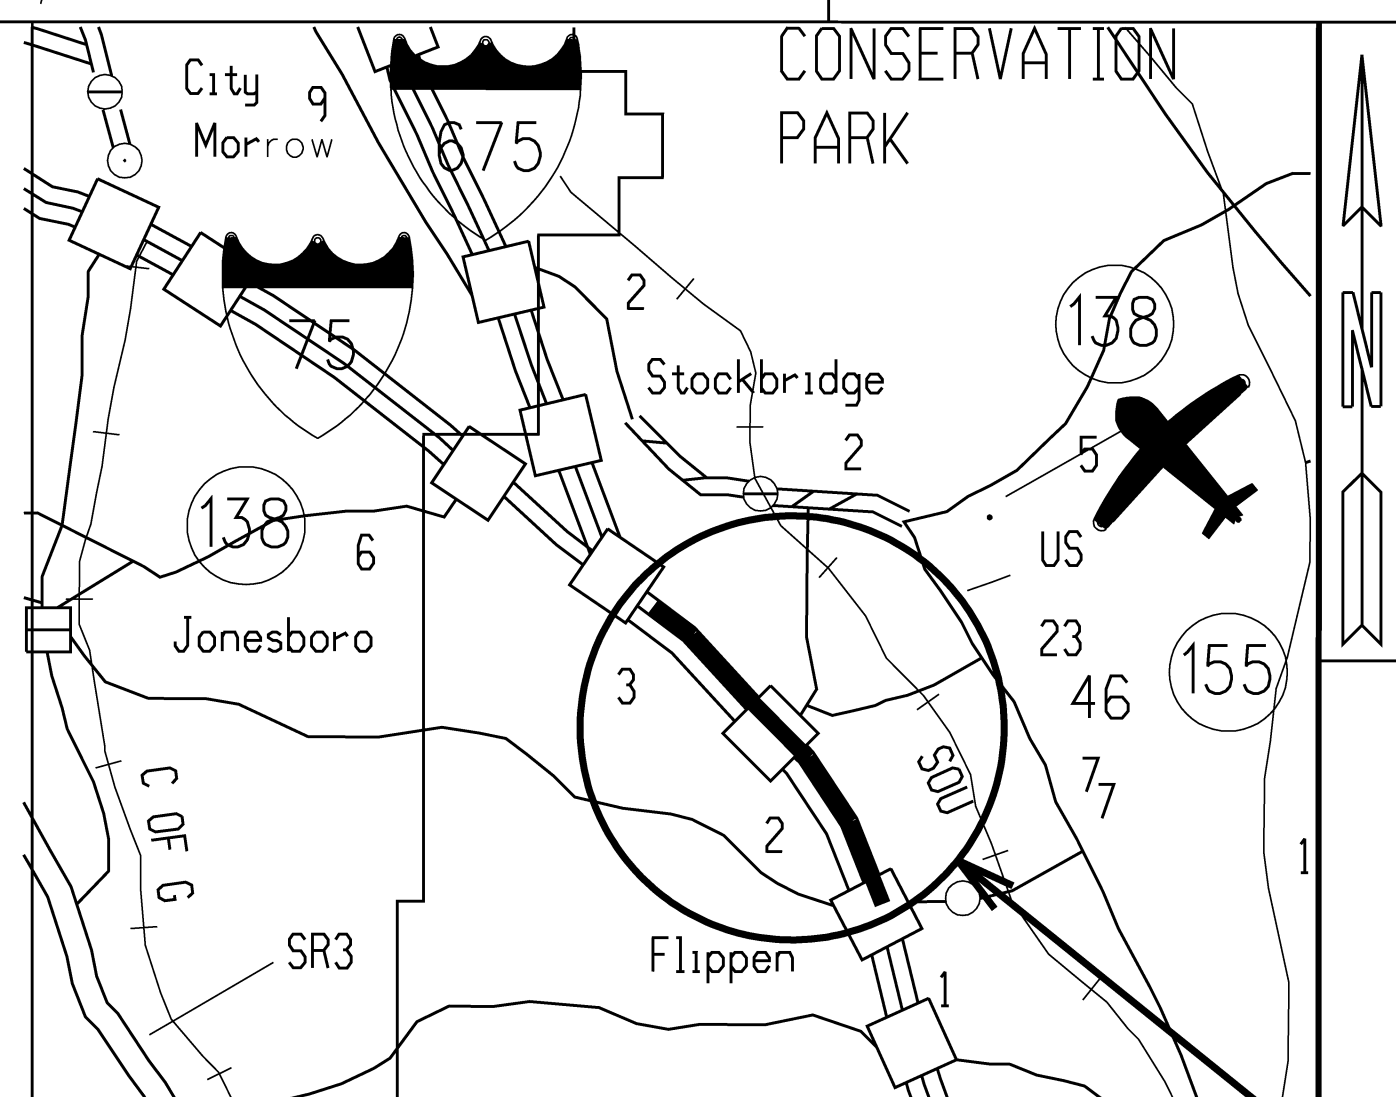 CONSERVATION
PARK
City
9
Morrow
675
2
138
75
N
Stockbridge
2
5
138
6
US
Jonesboro
23
155
3
46
SOU
7
7
C OF G
2
1
SR3
Flippen
1